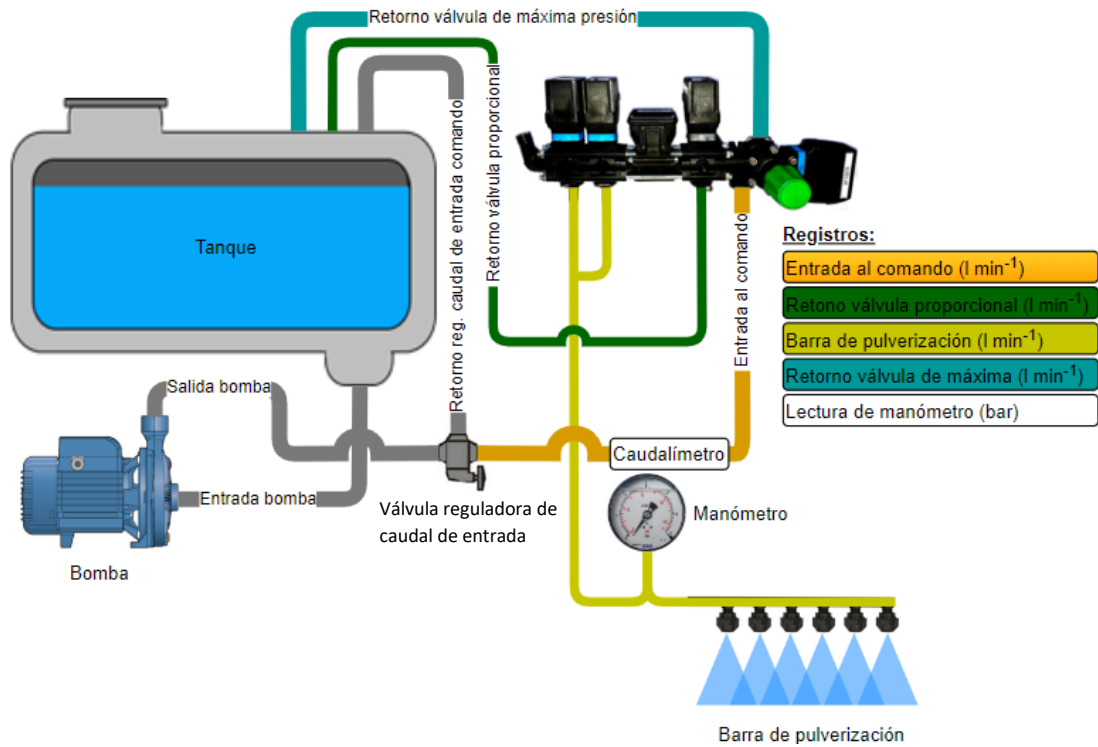 Retorno válvula de máxima presión
Retorno válvula proporcional
Retorno reg. caudal de entrada comando
Retorno válvula proporcional
Tanque
Entrada al comando
Registros:
Entrada al comando (l min⁻¹)
Retono válvula proporcional (l min⁻¹)
Barra de pulverización (l min⁻¹)
Retorno válvula de máxima (l min⁻¹)
Lectura de manómetro (bar)
Salida bomba
Caudalímetro
Entrada bomba
Válvula reguladora de
caudal de entrada
Manómetro
Bomba
Barra de pulverización